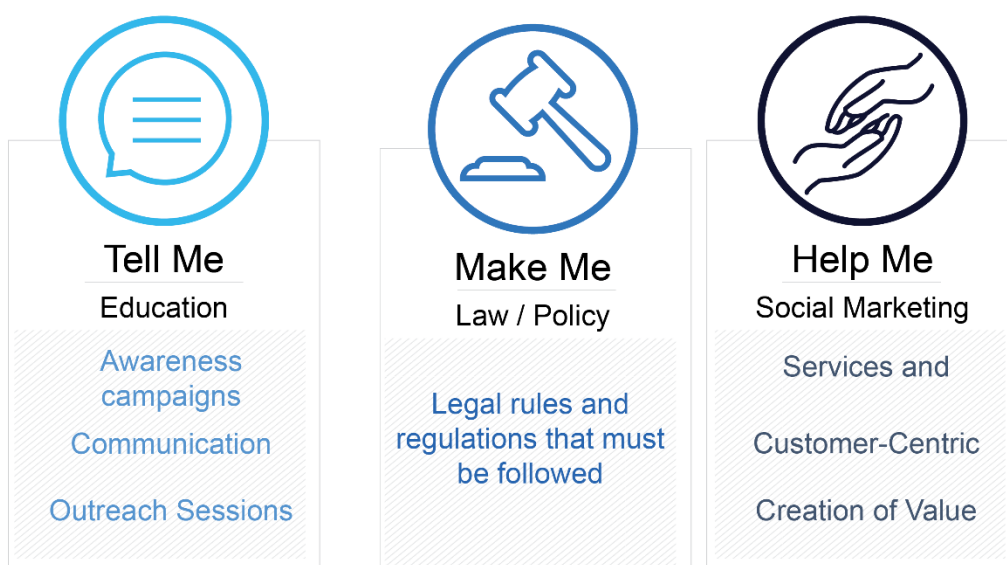 Tell Me
Education
Awareness
campaigns
Communication
Outreach Sessions
Make Me
Law / Policy
Legal rules and
regulations that must
be followed
Help Me
Social Marketing
Services and
Customer-Centric
Creation of Value